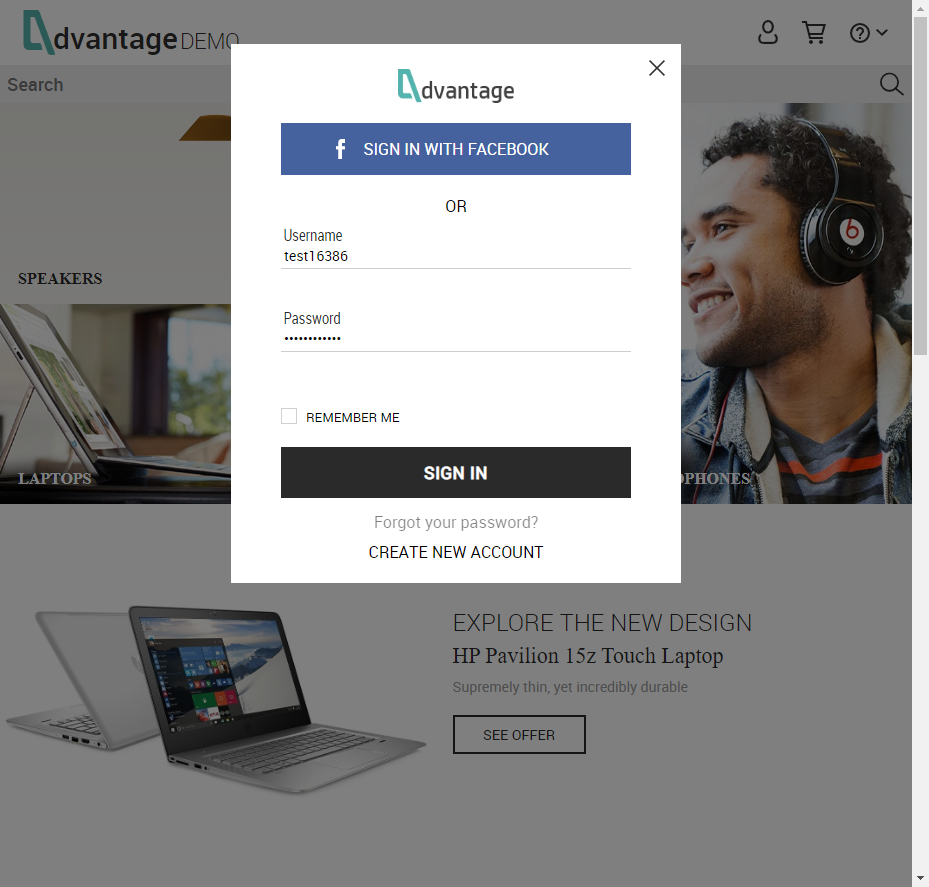 dvantage DEMO
Search
dvantage
SIGN IN WITH FACEBOOK
OR
Username
test16386
Password
••••••••••••
REMEMBER ME
SIGN IN
Forgot your password?
CREATE NEW ACCOUNT
SPEAKERS
LAPTOPS
PHONES
EXPLORE THE NEW DESIGN
HP Pavilion 15z Touch Laptop
Supremely thin, yet incredibly durable
SEE OFFER